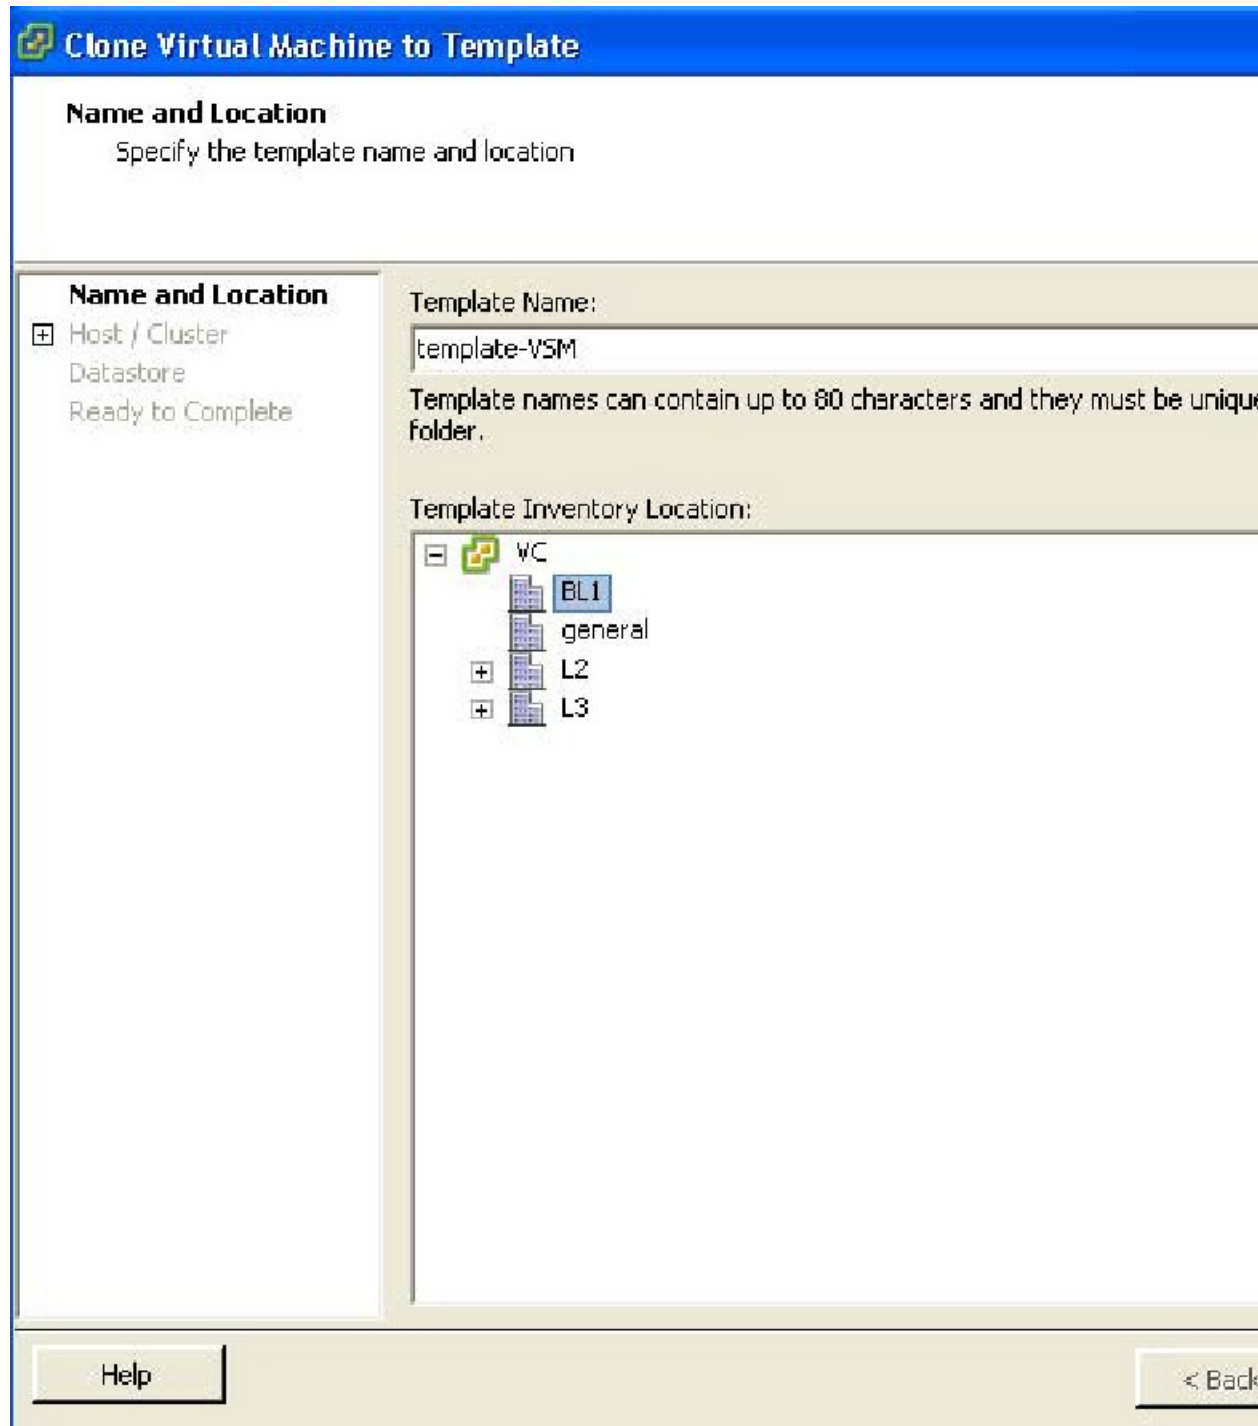 Clone Virtual Machine to Template
Name and Location
Specify the template name and location
Name and Location
Host / Cluster
Datastore
Ready to Complete
Template Name:
template-VSM
Template names can contain up to 80 characters and they must be unique
folder.
Template Inventory Location:
VC
BL1
general
L2
L3
Help
< Back